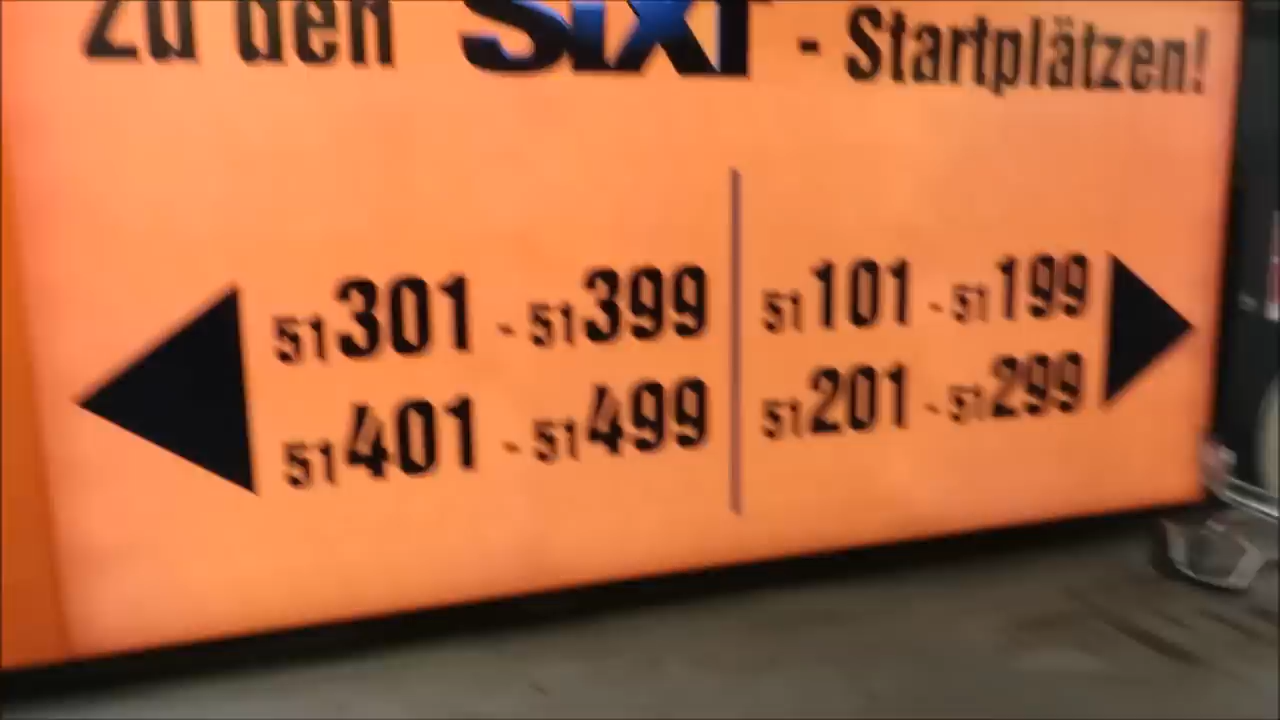 zu den SIXT - Startplätzen!
51301 - 51399
51401 - 51499
51101 - 51199
51201 - 51299